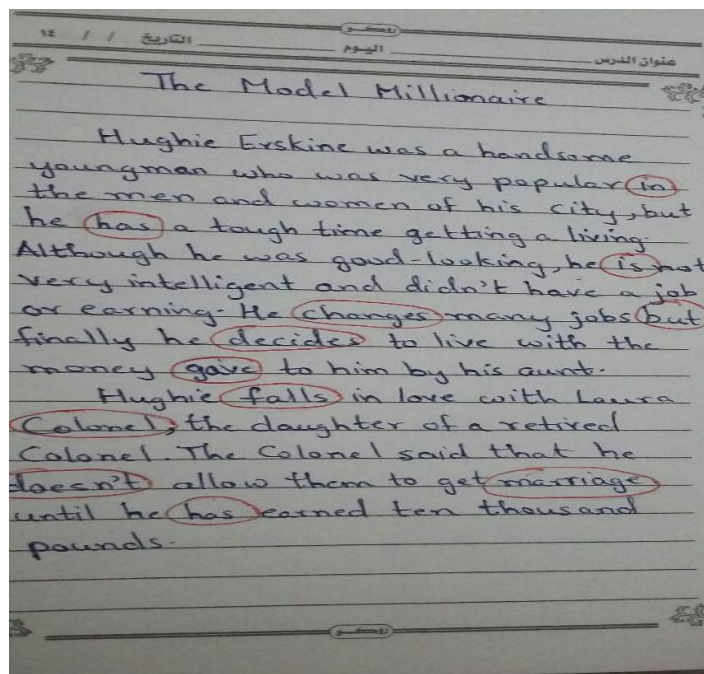 روكو
عنوان الدرس اليوم التاريخ / / ١٤
The Model Millionaire
Hughie Erskine was a handsome
youngman who was very popular in
the men and women of his city, but
he has a tough time getting a living.
Although he was good-looking, he is not
very intelligent and didn't have a job
or earning. He changes many jobs but
finally he decides to live with the
money gave to him by his aunt.
Hughie falls in love with Laura
Colonel, the daughter of a retired
Colonel. The Colonel said that he
doesn't allow them to get marriage
until he has earned ten thousand
pounds.
روكو